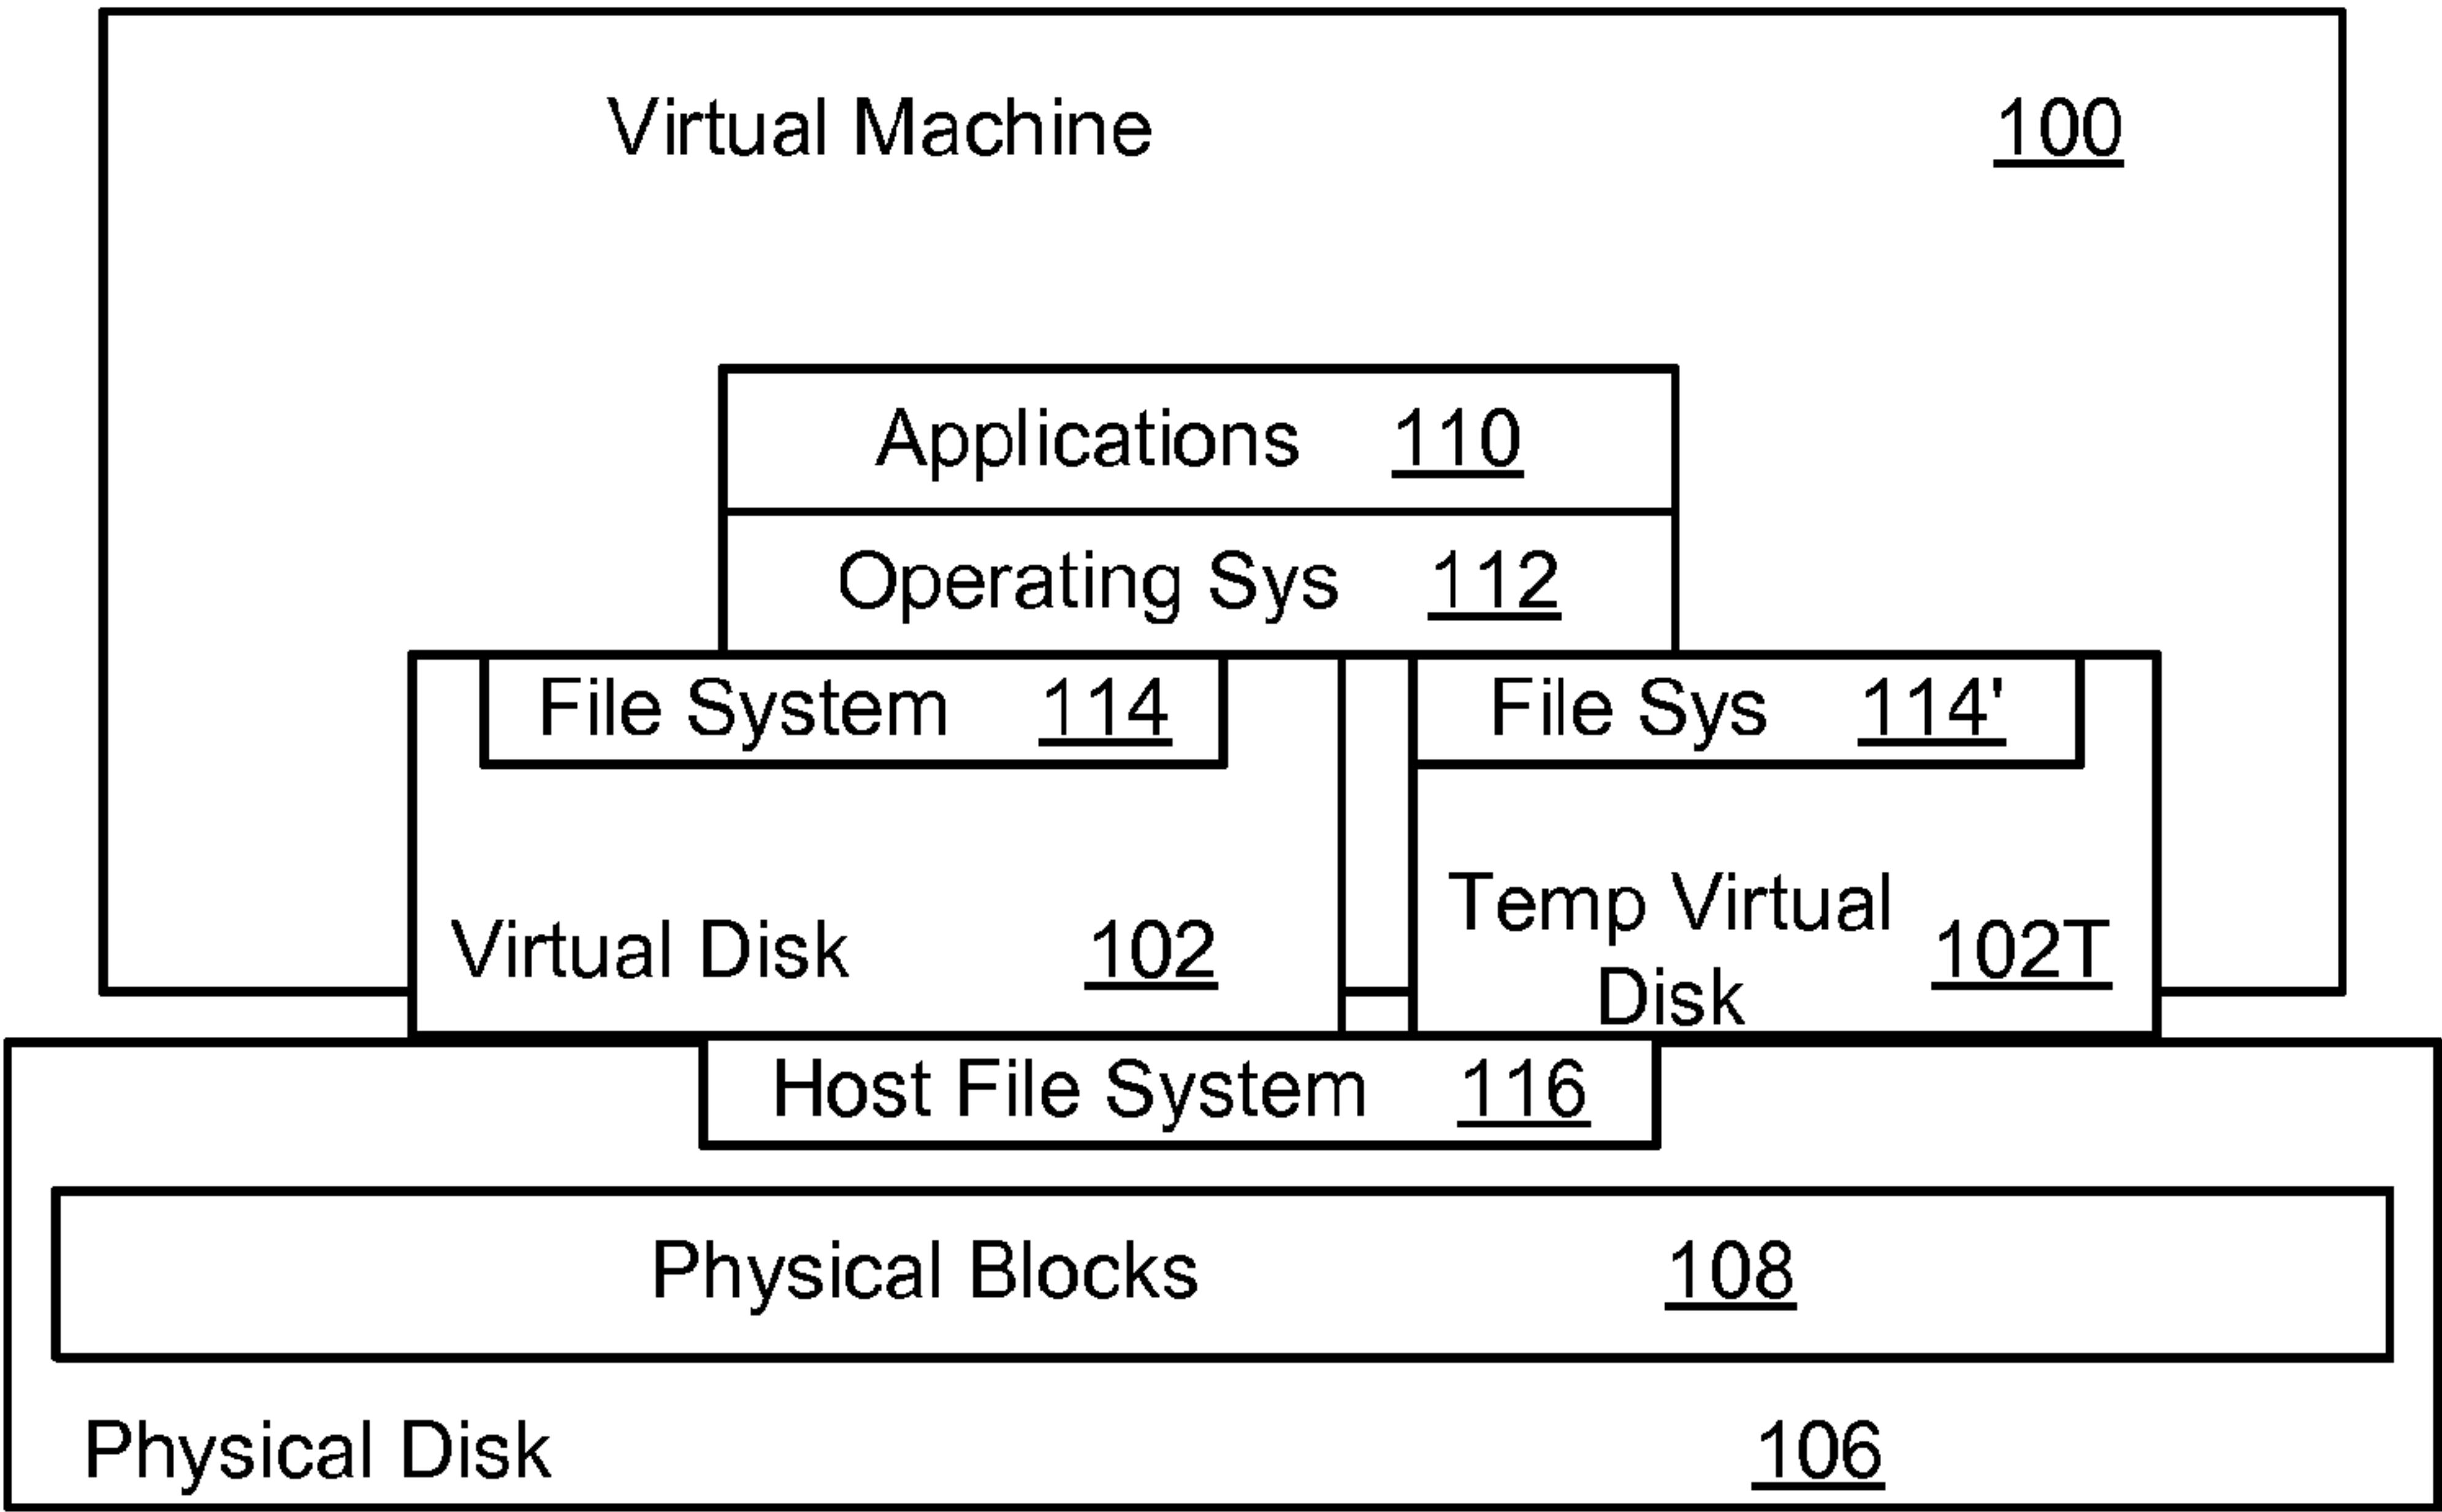 Virtual Machine 100
Applications 110
Operating Sys 112
File System 114
File Sys 114'
Virtual Disk 102
Temp Virtual
Disk 102T
Host File System 116
Physical Blocks 108
Physical Disk 106